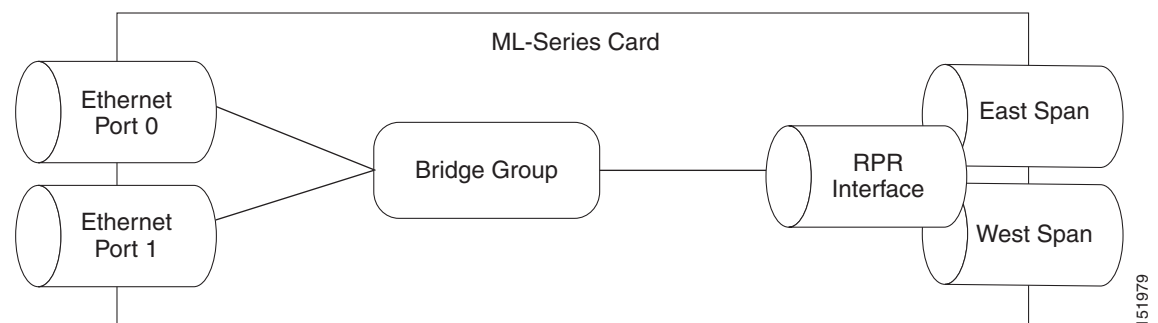 ML-Series Card
Ethernet
Port 0
Ethernet
Port 1
Bridge Group
RPR
Interface
East Span
West Span
151979